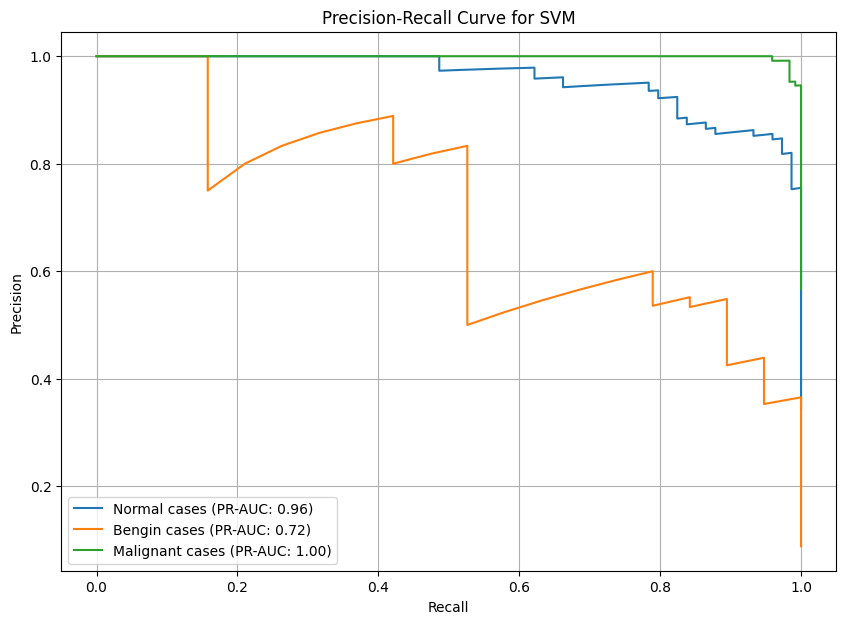 Precision-Recall Curve for SVM
1.0
0.8
0.6
0.4
0.2
Precision
Normal cases (PR-AUC: 0.96)
Bengin cases (PR-AUC: 0.72)
Malignant cases (PR-AUC: 1.00)
0.0 0.2 0.4 0.6 0.8 1.0
Recall